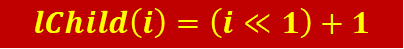 lChild(i) = (i ≪ 1) + 1